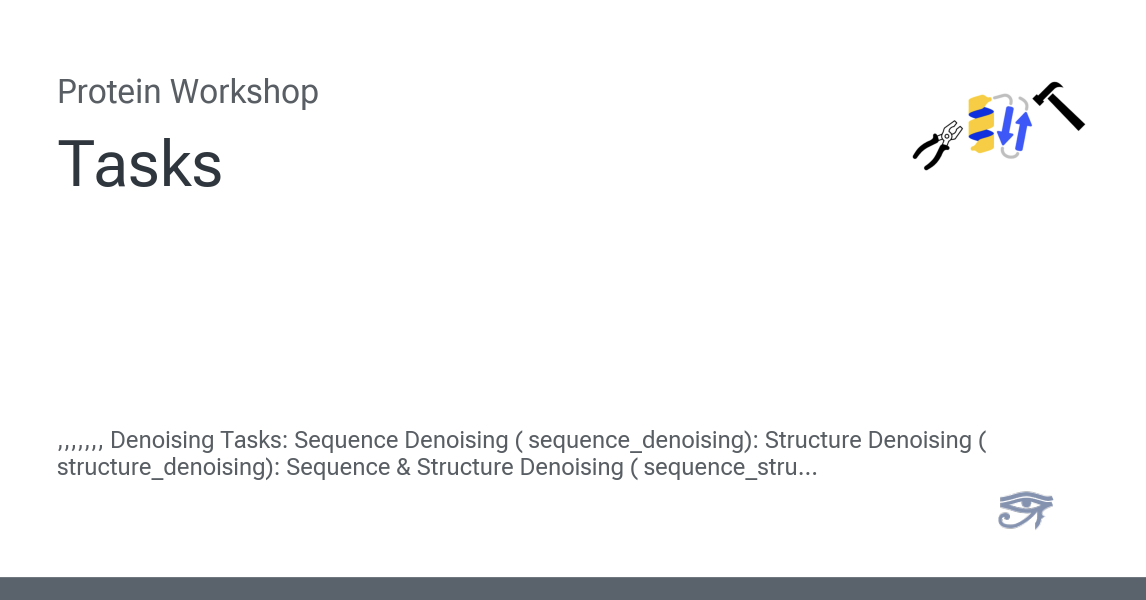 Protein Workshop
Tasks
,,,,,,, Denoising Tasks: Sequence Denoising ( sequence_denoising): Structure Denoising (
structure_denoising): Sequence & Structure Denoising ( sequence_stru...